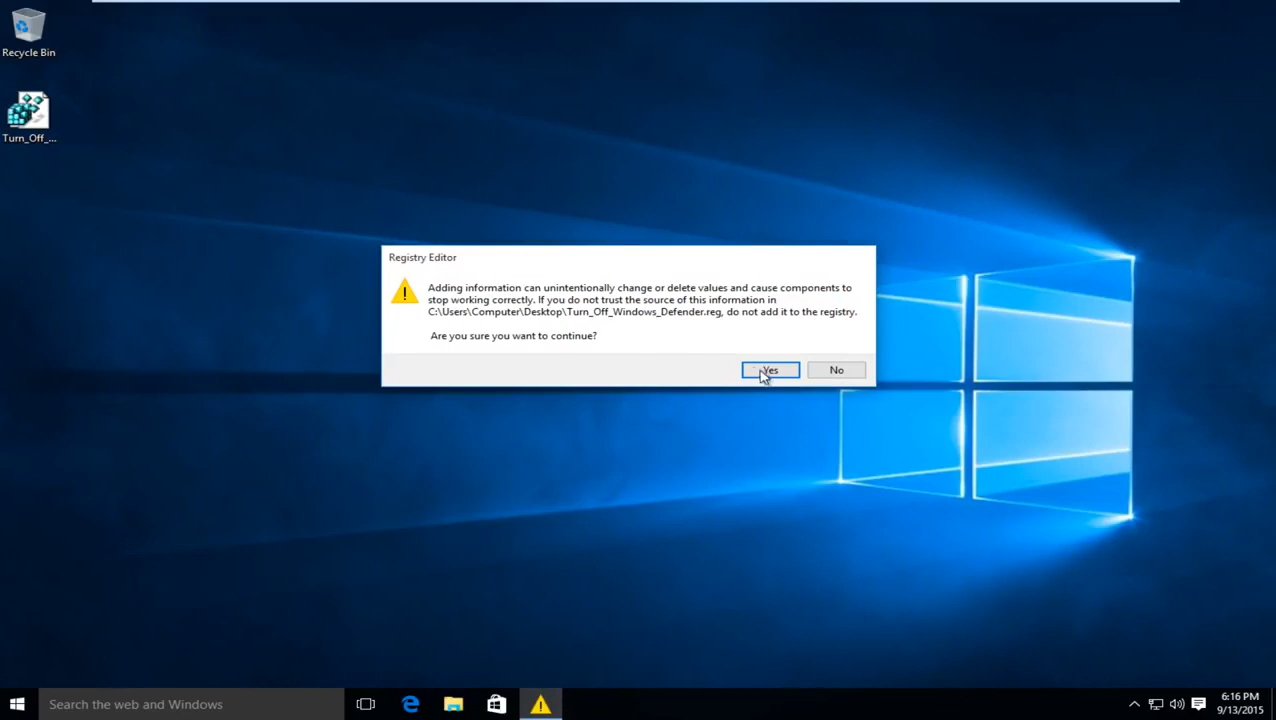 Recycle Bin
Turn_Off_...
Registry Editor
Adding information can unintentionally change or delete values and cause components to
stop working correctly. If you do not trust the source of this information in
C:\Users\Computer\Desktop\Turn_Off_Windows_Defender.reg, do not add it to the registry.
Are you sure you want to continue?
Yes
No
Search the web and Windows
6:16 PM
9/13/2015